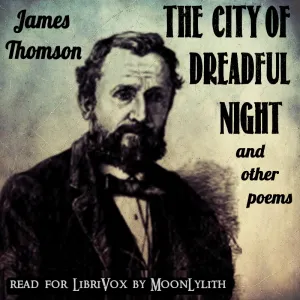 James
Thomson
THE CITY OF
DREADFUL
NIGHT
and
other
poems
READ FOR LIBRIVOX BY MOONLYLITH